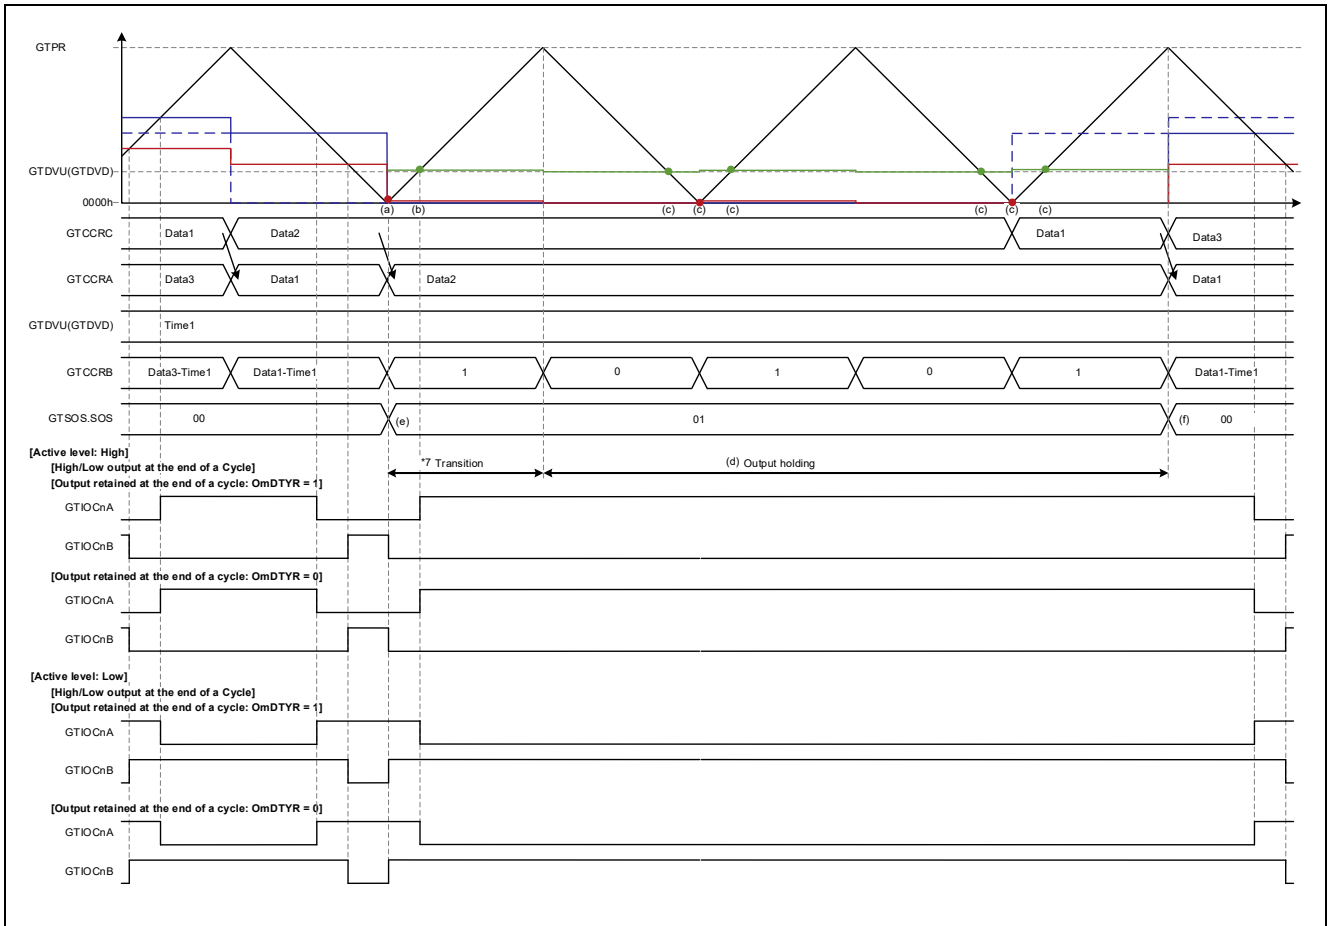 GTPR
GTDVU(GTDVD)
0000h
(a) (b) (c) (c) (c) (c) (c) (c)
GTCCRC Data1 Data2 Data1 Data3
GTCCRA Data3 Data1 Data2 Data1
GTDVU(GTDVD) Time1
GTCCRB Data3-Time1 Data1-Time1 1 0 1 0 1 Data1-Time1
GTSOS.SOS 00 (e) 01 (f) 00
[Active level: High]
*7 Transition (d) Output holding
[High/Low output at the end of a Cycle]
[Output retained at the end of a cycle: OmDTYR = 1]
GTIOCnA
GTIOCnB
[Output retained at the end of a cycle: OmDTYR = 0]
GTIOCnA
GTIOCnB
[Active level: Low]
[High/Low output at the end of a Cycle]
[Output retained at the end of a cycle: OmDTYR = 1]
GTIOCnA
GTIOCnB
[Output retained at the end of a cycle: OmDTYR = 0]
GTIOCnA
GTIOCnB